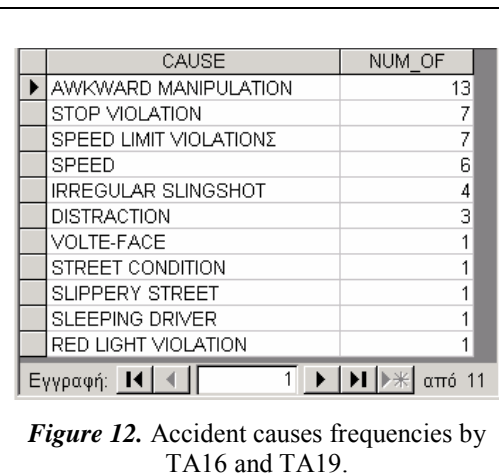 CAUSE NUM_OF
AWKWARD MANIPULATION 13
STOP VIOLATION 7
SPEED LIMIT VIOLATIONΣ 7
SPEED 6
IRREGULAR SLINGSHOT 4
DISTRACTION 3
VOLTE-FACE 1
STREET CONDITION 1
SLIPPERY STREET 1
SLEEPING DRIVER 1
RED LIGHT VIOLATION 1
Εγγραφή: 1 από 11
Figure 12. Accident causes frequencies by
TA16 and TA19.